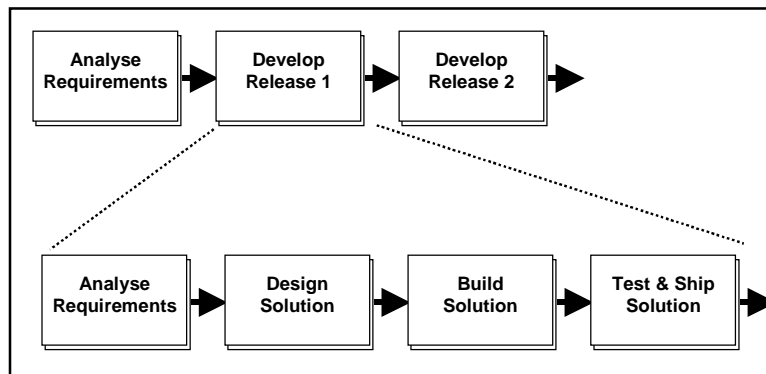 Analyse
Requirements
Develop
Release 1
Develop
Release 2
Analyse
Requirements
Design
Solution
Build
Solution
Test & Ship
Solution